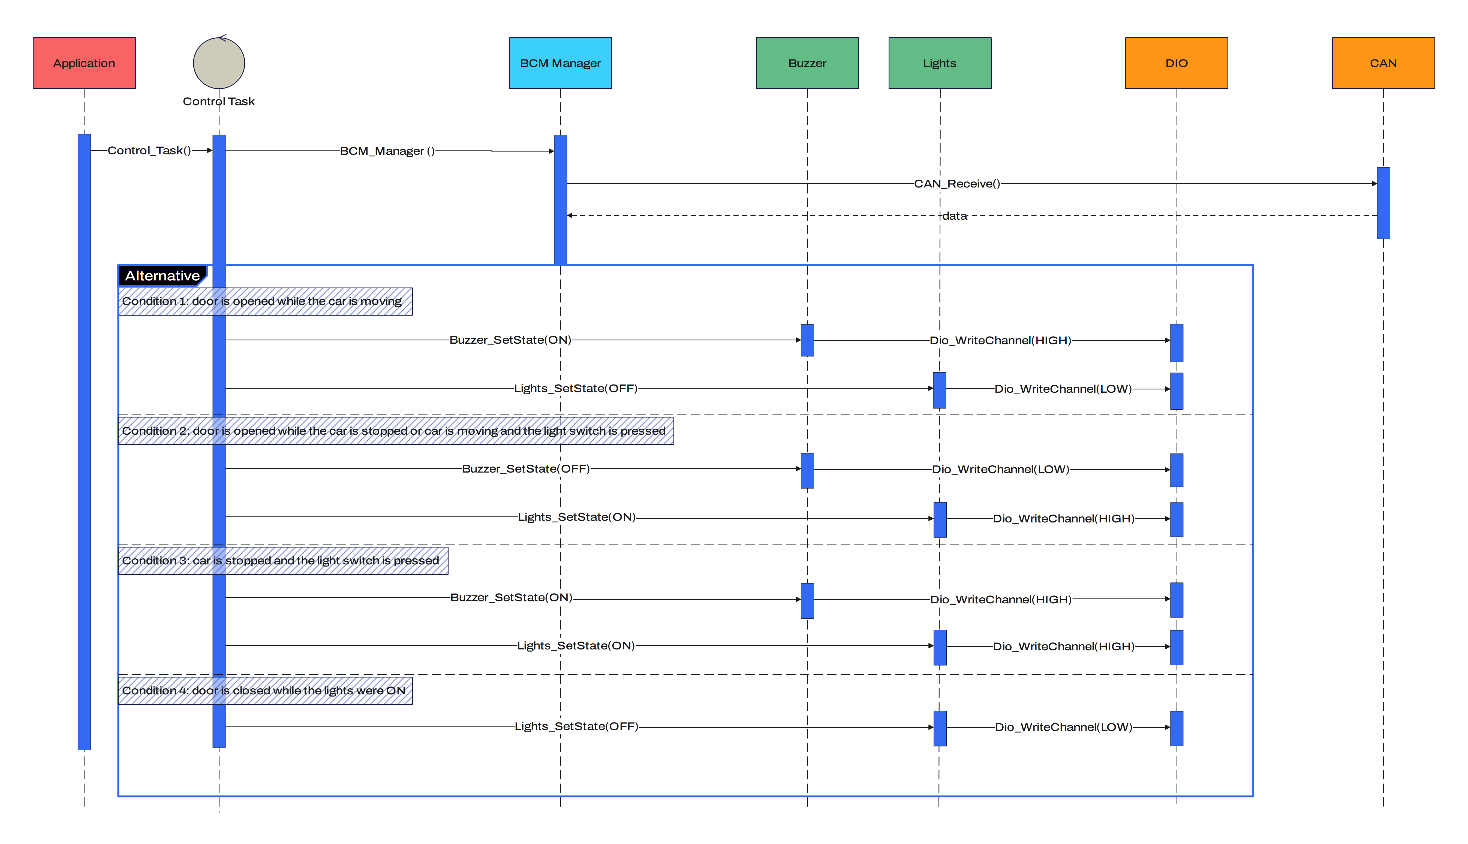 Application
Control Task
BCM Manager
Buzzer
Lights
DIO
CAN
Control_Task()
BCM_Manager ()
CAN_Receive()
data
Alternative
Condition 1: door is opened while the car is moving
Buzzer_SetState(ON)
Dio_WriteChannel(HIGH)
Lights_SetState(OFF)
Dio_WriteChannel(LOW)
Condition 2: door is opened while the car is stopped or car is moving and the light switch is pressed
Buzzer_SetState(OFF)
Dio_WriteChannel(LOW)
Lights_SetState(ON)
Dio_WriteChannel(HIGH)
Condition 3: car is stopped and the light switch is pressed
Buzzer_SetState(ON)
Dio_WriteChannel(HIGH)
Lights_SetState(ON)
Dio_WriteChannel(HIGH)
Condition 4: door is closed while the lights were ON
Lights_SetState(OFF)
Dio_WriteChannel(LOW)